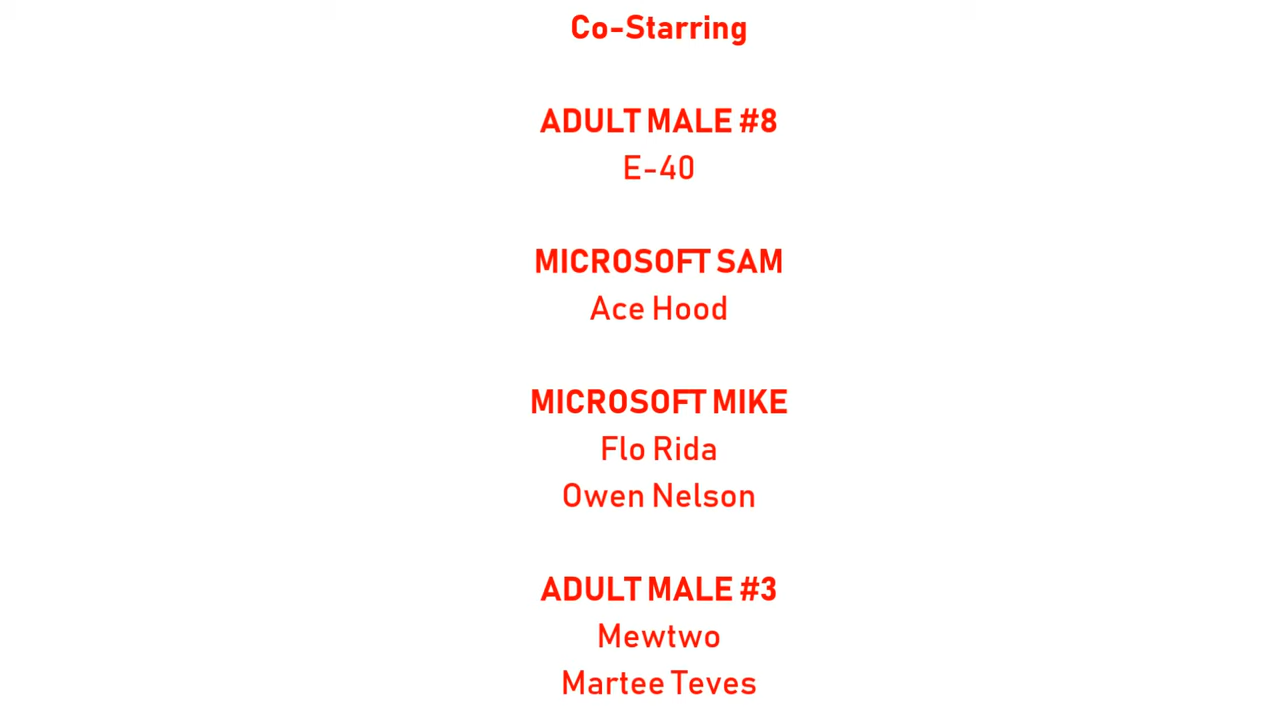 Co-Starring
ADULT MALE #8
E-40
MICROSOFT SAM
Ace Hood
MICROSOFT MIKE
Flo Rida
Owen Nelson
ADULT MALE #3
Mewtwo
Martee Teves